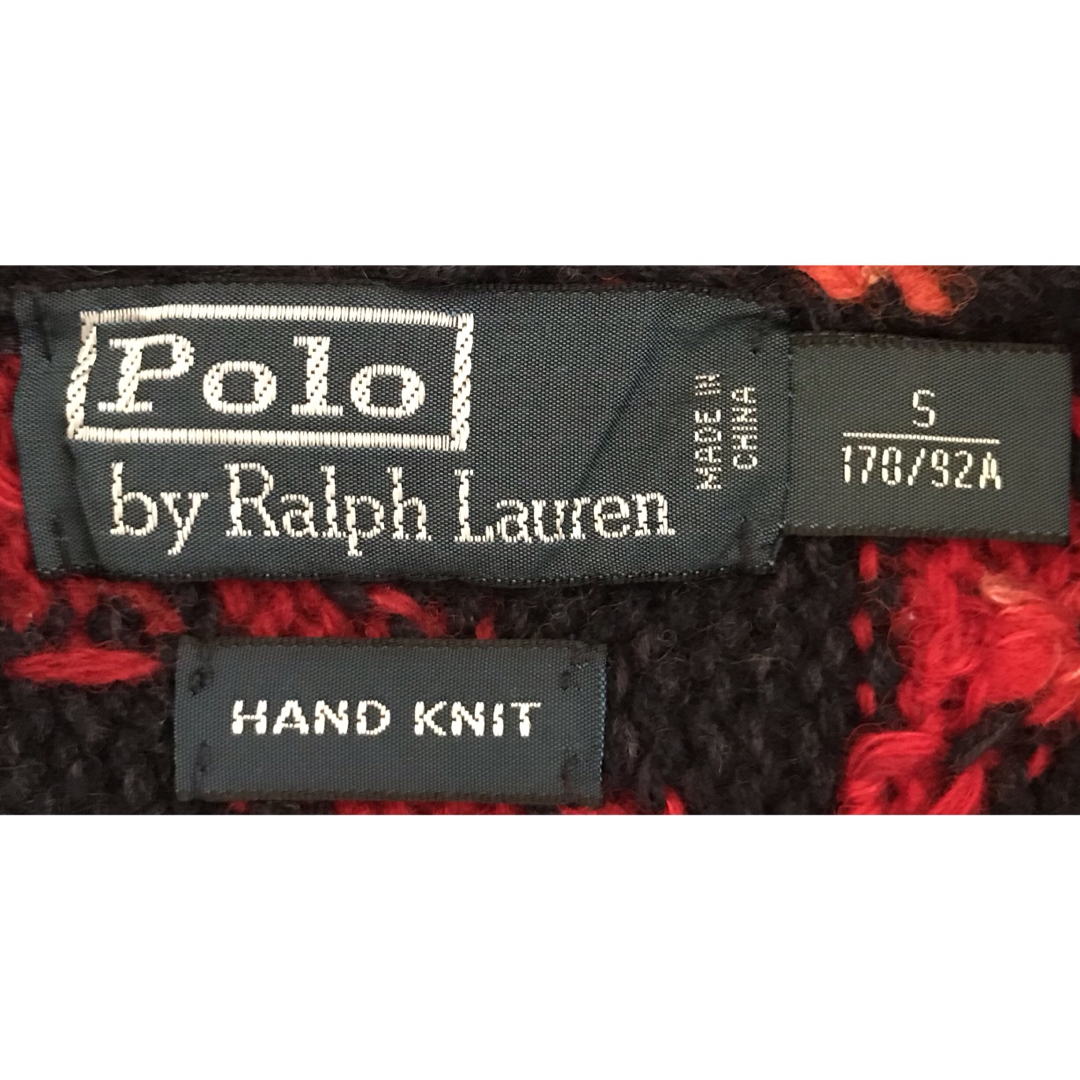 Polo
by Ralph Lauren
MADE IN
CHINA
S
170/92A
HAND KNIT